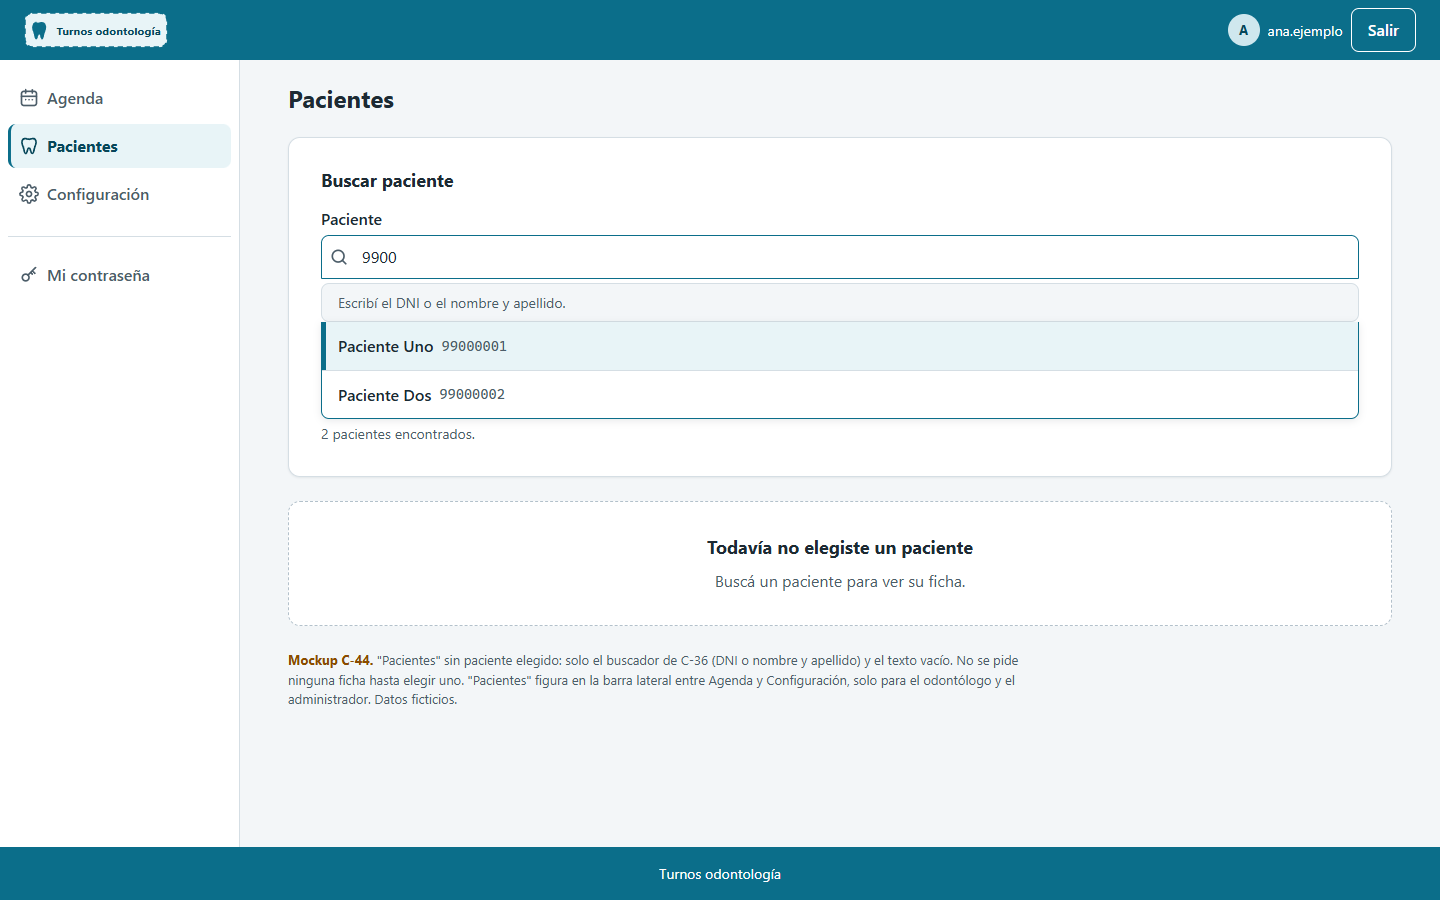 Turnos odontología
A
ana.ejemplo
Salir
Agenda
Pacientes
Configuración
Mi contraseña
Pacientes
Buscar paciente
Paciente
9900
Escribí el DNI o el nombre y apellido.
Paciente Uno 99000001
Paciente Dos 99000002
2 pacientes encontrados.
Todavía no elegiste un paciente
Buscá un paciente para ver su ficha.
Mockup C-44. "Pacientes" sin paciente elegido: solo el buscador de C-36 (DNI o nombre y apellido) y el texto vacío. No se pide
ninguna ficha hasta elegir uno. "Pacientes" figura en la barra lateral entre Agenda y Configuración, solo para el odontólogo y el
administrador. Datos ficticios.
Turnos odontología